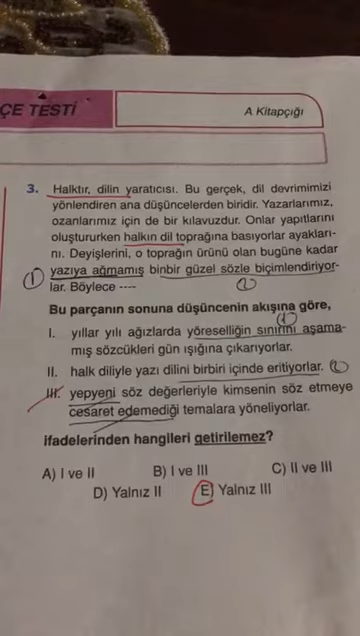 ÇE TESTİ
A Kitapçığı
3. Halktır, dilin yaratıcısı. Bu gerçek, dil devrimimizi
yönlendiren ana düşüncelerden biridir. Yazarlarımız,
ozanlarımız için de bir kılavuzdur. Onlar yapıtlarını
oluştururken halkın dil toprağına basıyorlar ayakları-
nı. Deyişlerini, o toprağın ürünü olan bugüne kadar
yazıya ağmamış binbir güzel sözle biçimlendiriyor-
1
lar. Böylece ----
2
Bu parçanın sonuna düşüncenin akışına göre,
1
I. yıllar yılı ağızlarda yöreselliğin sınırını aşama-
mış sözcükleri gün ışığına çıkarıyorlar.
II. halk diliyle yazı dilini birbiri içinde eritiyorlar. 2
III. yepyeni söz değerleriyle kimsenin söz etmeye
cesaret edemediği temalara yöneliyorlar.
ifadelerinden hangileri getirilemez?
A) I ve II B) I ve III C) II ve III
D) Yalnız II E) Yalnız III